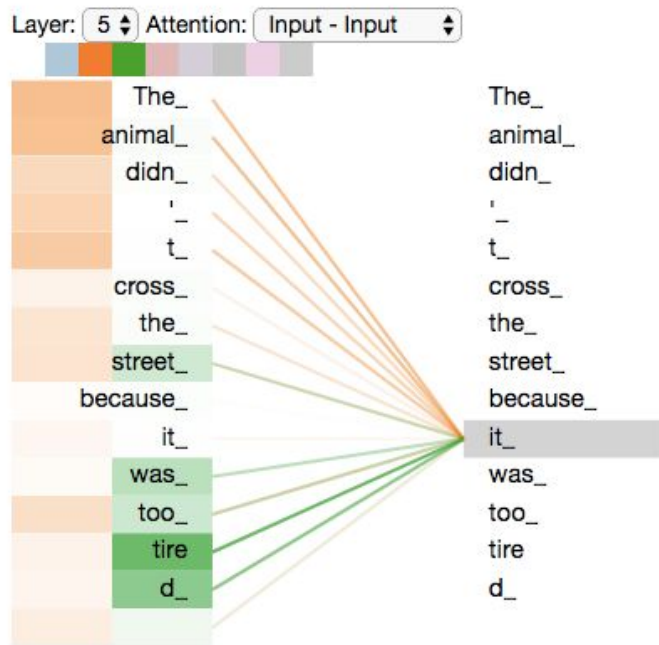 Layer: 5 Attention: Input - Input
The_ The_
animal_ animal_
didn_ didn_
'_ '_
t_ t_
cross_ cross_
the_ the_
street_ street_
because_ because_
it_ it_
was_ was_
too_ too_
tire tire
d_ d_